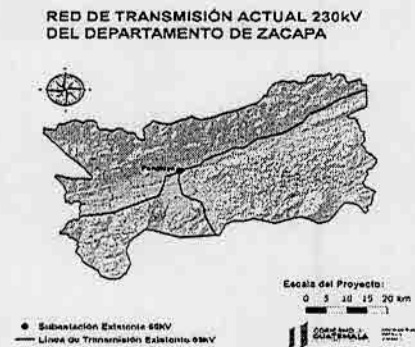 RED DE TRANSMISIÓN ACTUAL 230kV
DEL DEPARTAMENTO DE ZACAPA
Escala del Proyecto:
0 5 10 15 20 km
Subestación Existente 69kV
Línea de Transmisión Existente 69kV
GUATEMALA